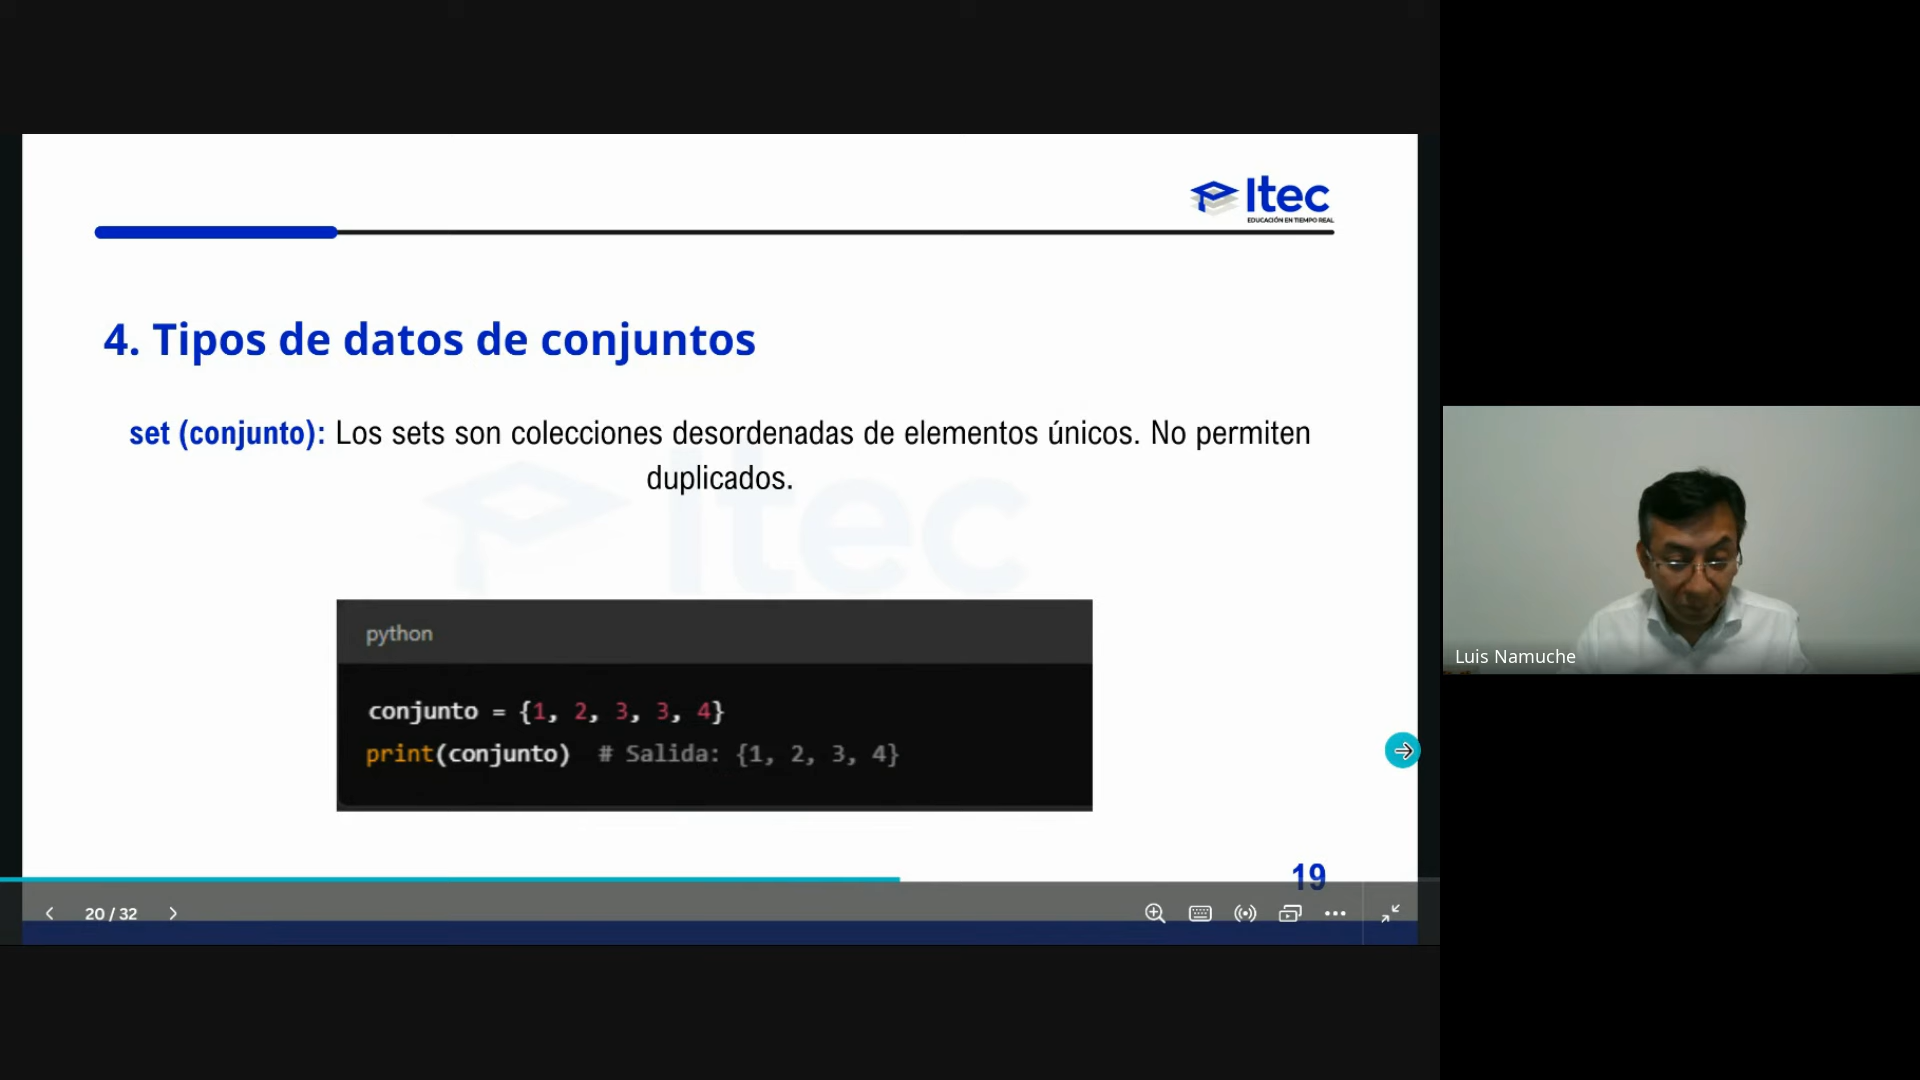 Itec
EDUCACIÓN EN TIEMPO REAL
4. Tipos de datos de conjuntos
set (conjunto): Los sets son colecciones desordenadas de elementos únicos. No permiten
duplicados.
Itec
python
conjunto = {1, 2, 3, 3, 4}
print(conjunto)  # Salida: {1, 2, 3, 4}
19
20 / 32
Luis Namuche